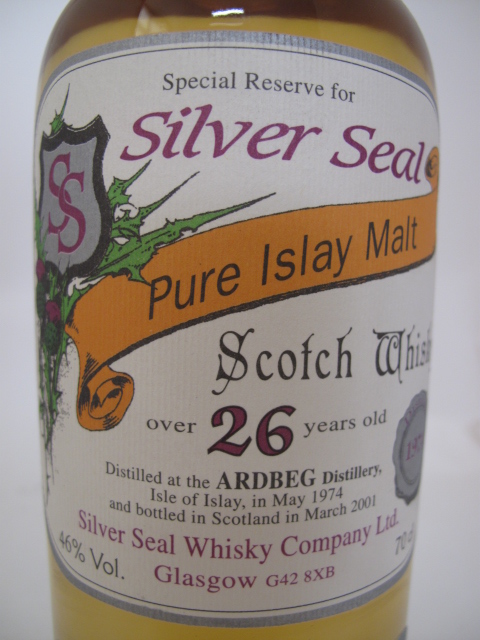 Special Reserve for
Silver Seal
SS
Pure Islay Malt
Scotch
over 26 years old
Distilled at the ARDBEG Distillery,
Isle of Islay, in May 1974
and bottled in Scotland in March 2001
Silver Seal Whisky Company Ltd.
46% Vol.
Glasgow G42 8XB